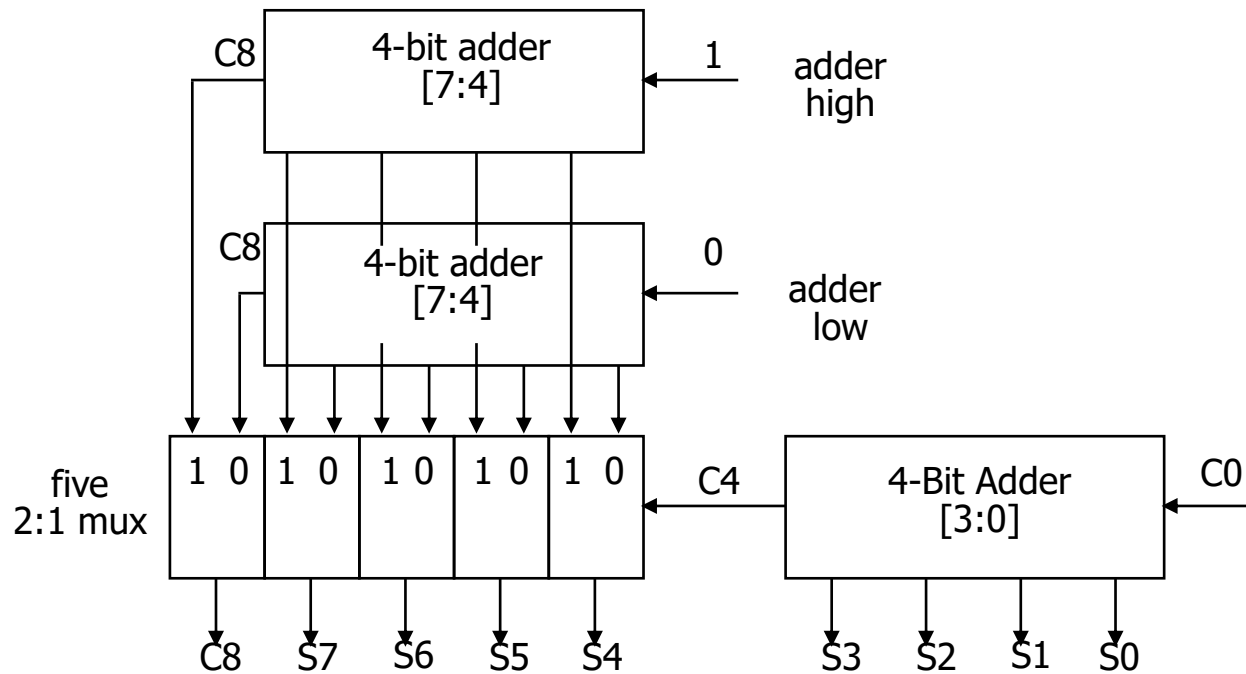 C8
4-bit adder
[7:4]
1
adder
high
C8
4-bit adder
[7:4]
0
adder
low
five
2:1 mux
1 0 1 0 1 0 1 0 1 0
C4
4-Bit Adder
[3:0]
C0
C8 S7 S6 S5 S4 S3 S2 S1 S0